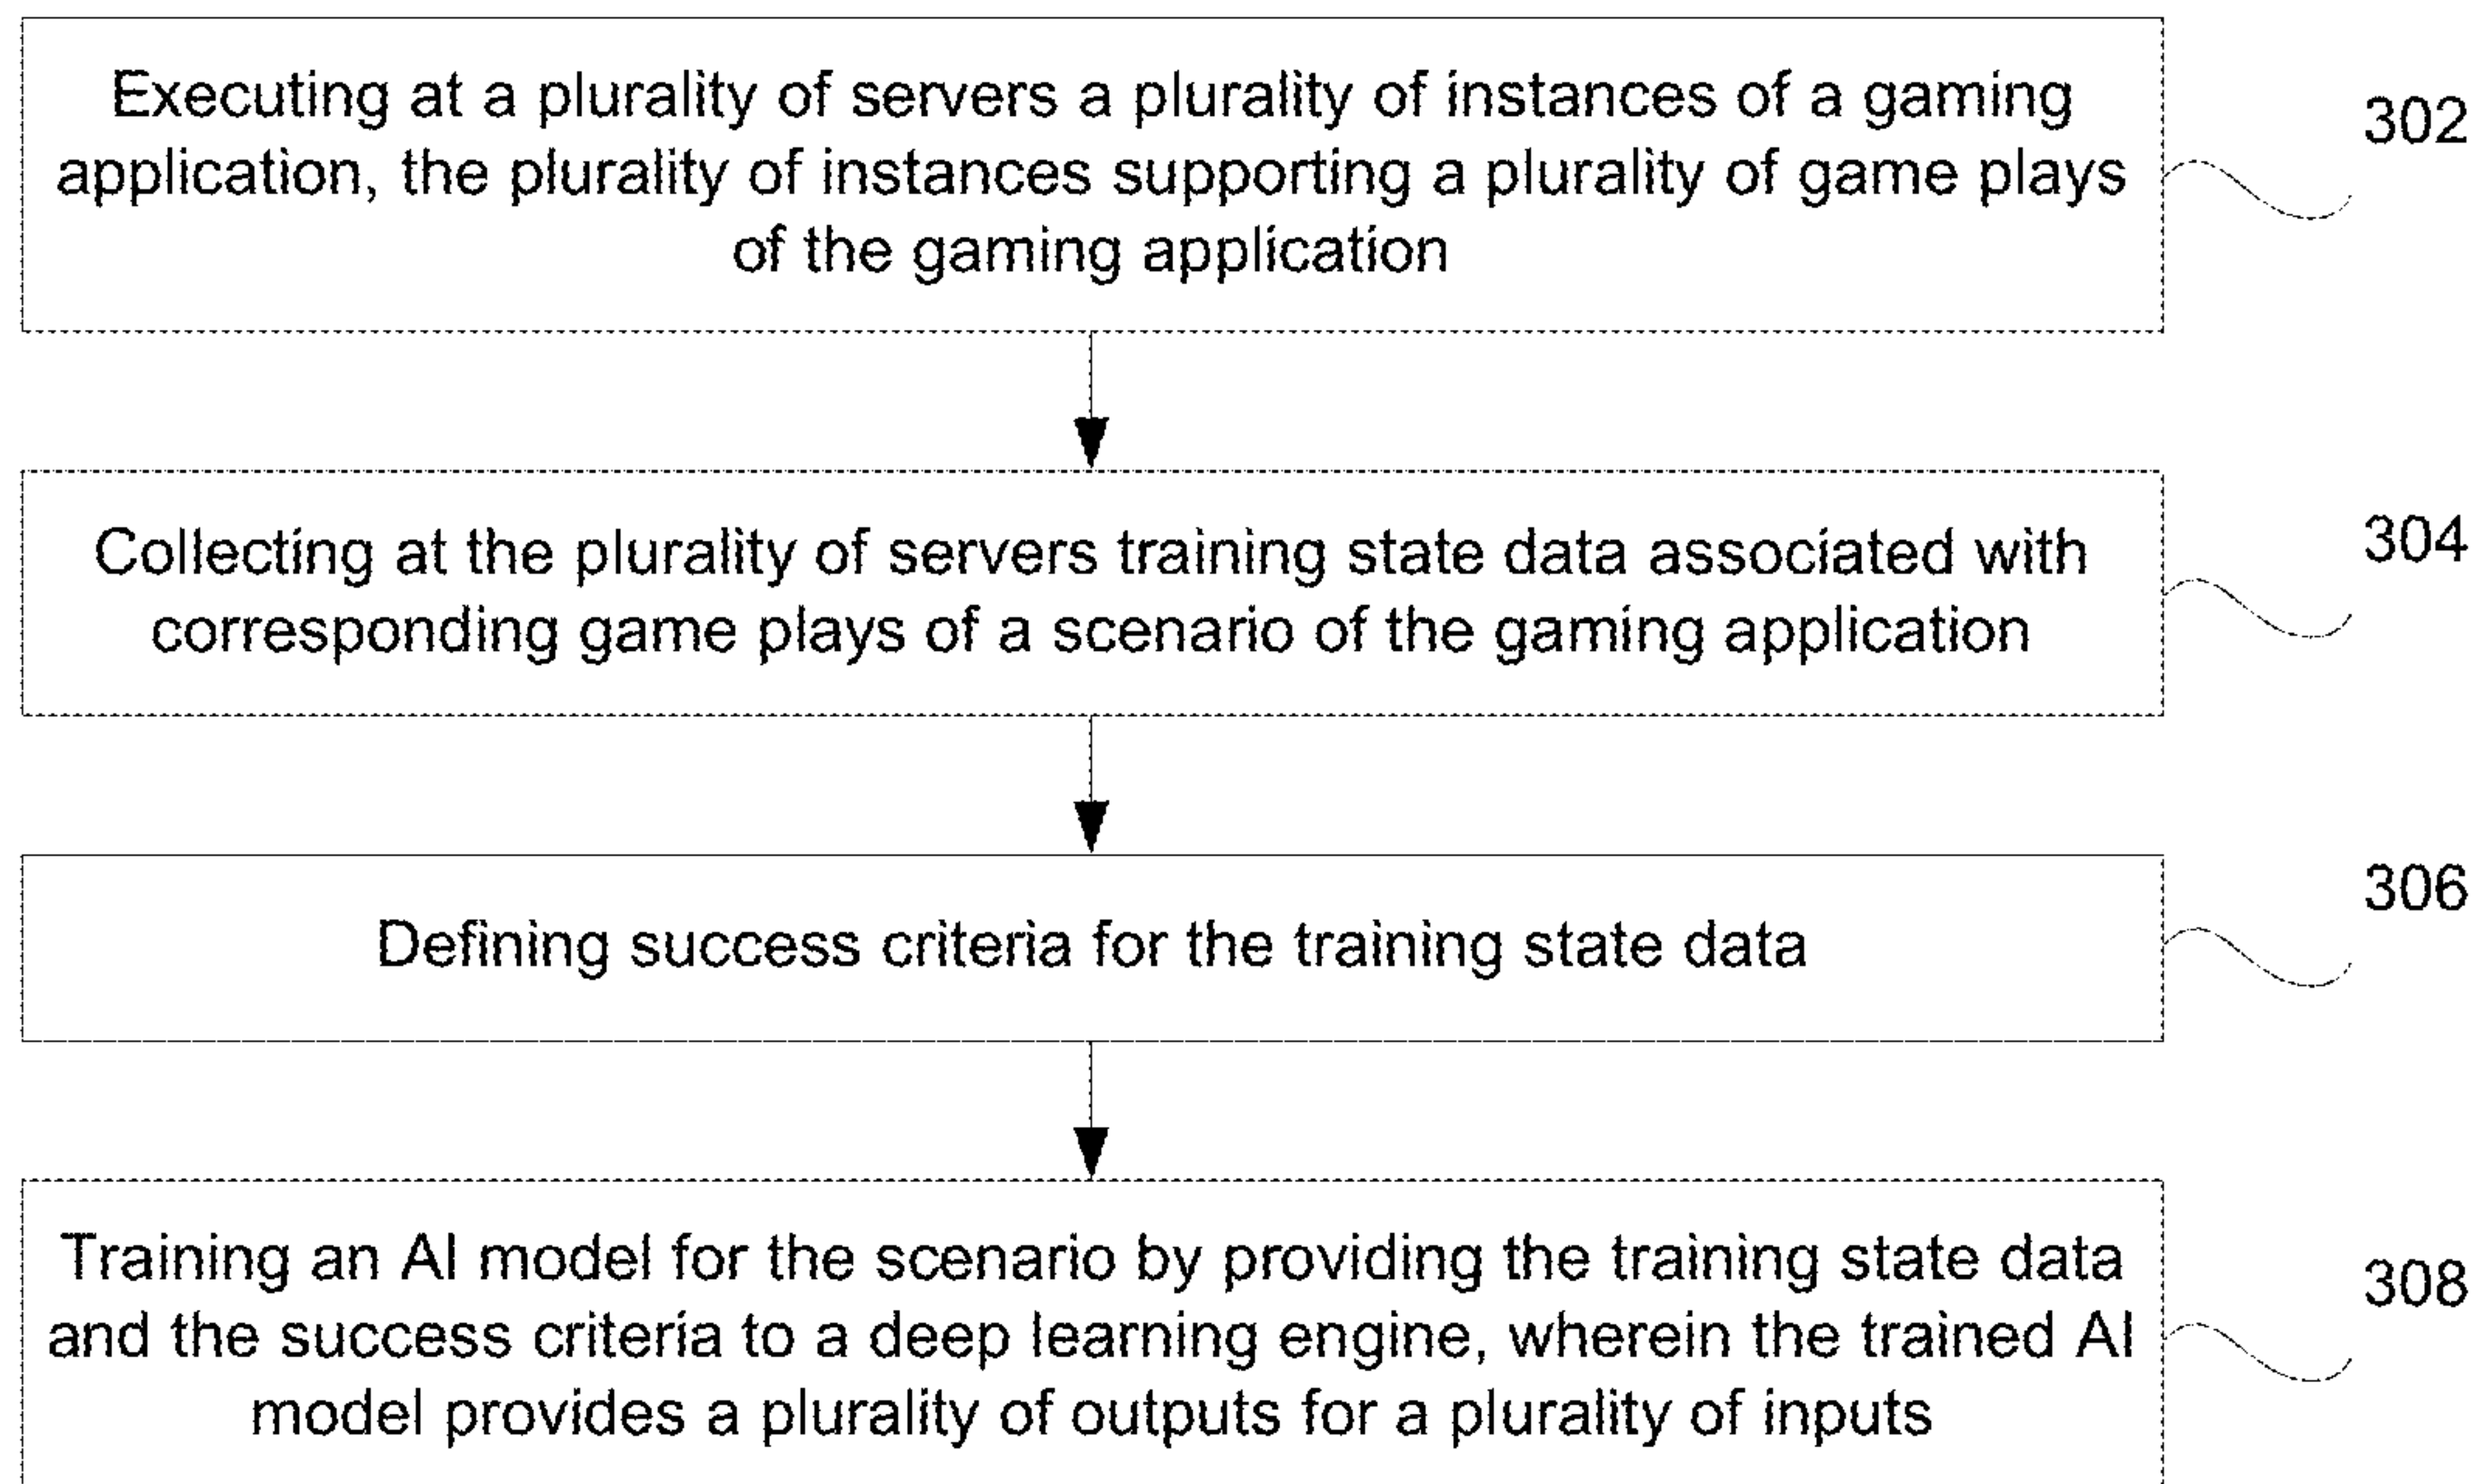 Executing at a plurality of servers a plurality of instances of a gaming
application, the plurality of instances supporting a plurality of game plays
of the gaming application
302
Collecting at the plurality of servers training state data associated with
corresponding game plays of a scenario of the gaming application
304
Defining success criteria for the training state data
306
Training an AI model for the scenario by providing the training state data
and the success criteria to a deep learning engine, wherein the trained AI
model provides a plurality of outputs for a plurality of inputs
308